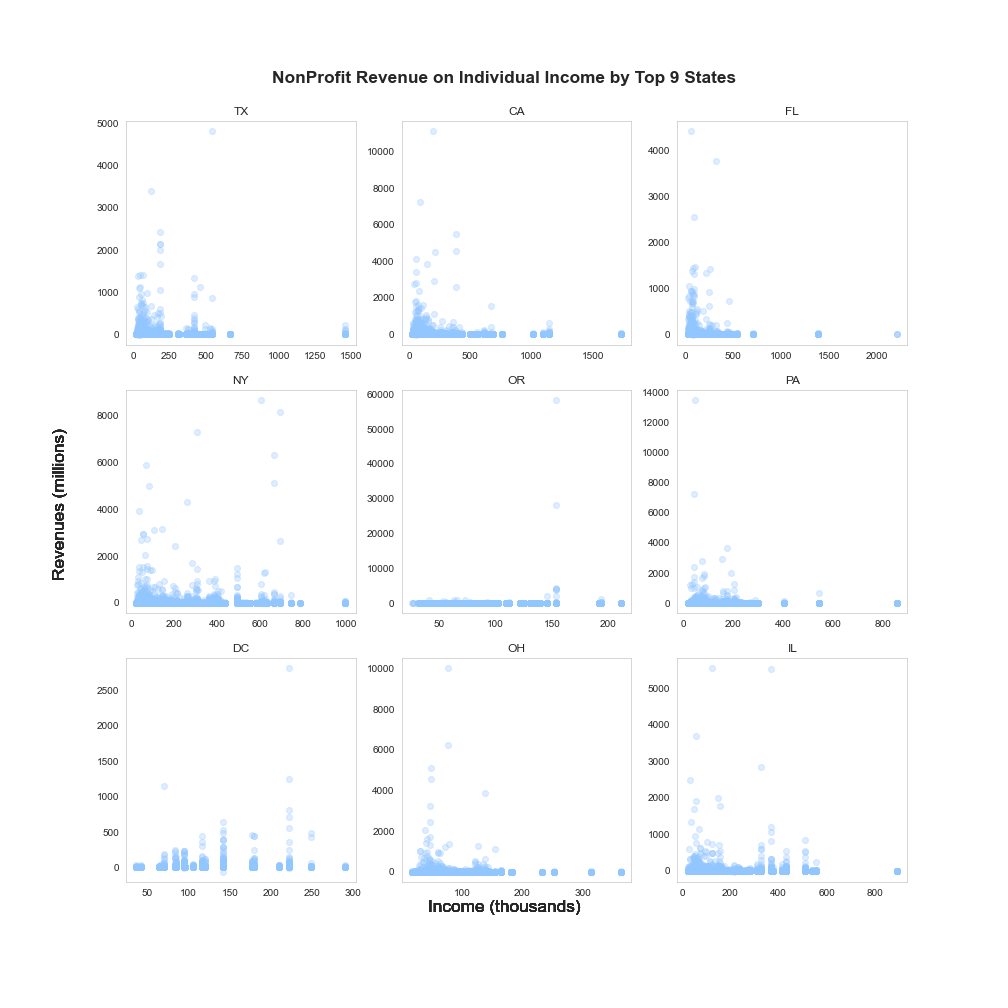 NonProfit Revenue on Individual Income by Top 9 States
TX
CA
FL
5000
4000
3000
2000
1000
0
0 250 500 750 1000 1250 1500
10000
8000
6000
4000
2000
0
0 500 1000 1500
4000
3000
2000
1000
0
0 500 1000 1500 2000
Revenues (millions)
NY
OR
PA
8000
6000
4000
2000
0
0 200 400 600 800 1000
60000
50000
40000
30000
20000
10000
0
50 100 150 200
14000
12000
10000
8000
6000
4000
2000
0
0 200 400 600 800
DC
OH
IL
2500
2000
1500
1000
500
0
50 100 150 200 250 300
10000
8000
6000
4000
2000
0
100 200 300
5000
4000
3000
2000
1000
0
0 200 400 600 800
Income (thousands)